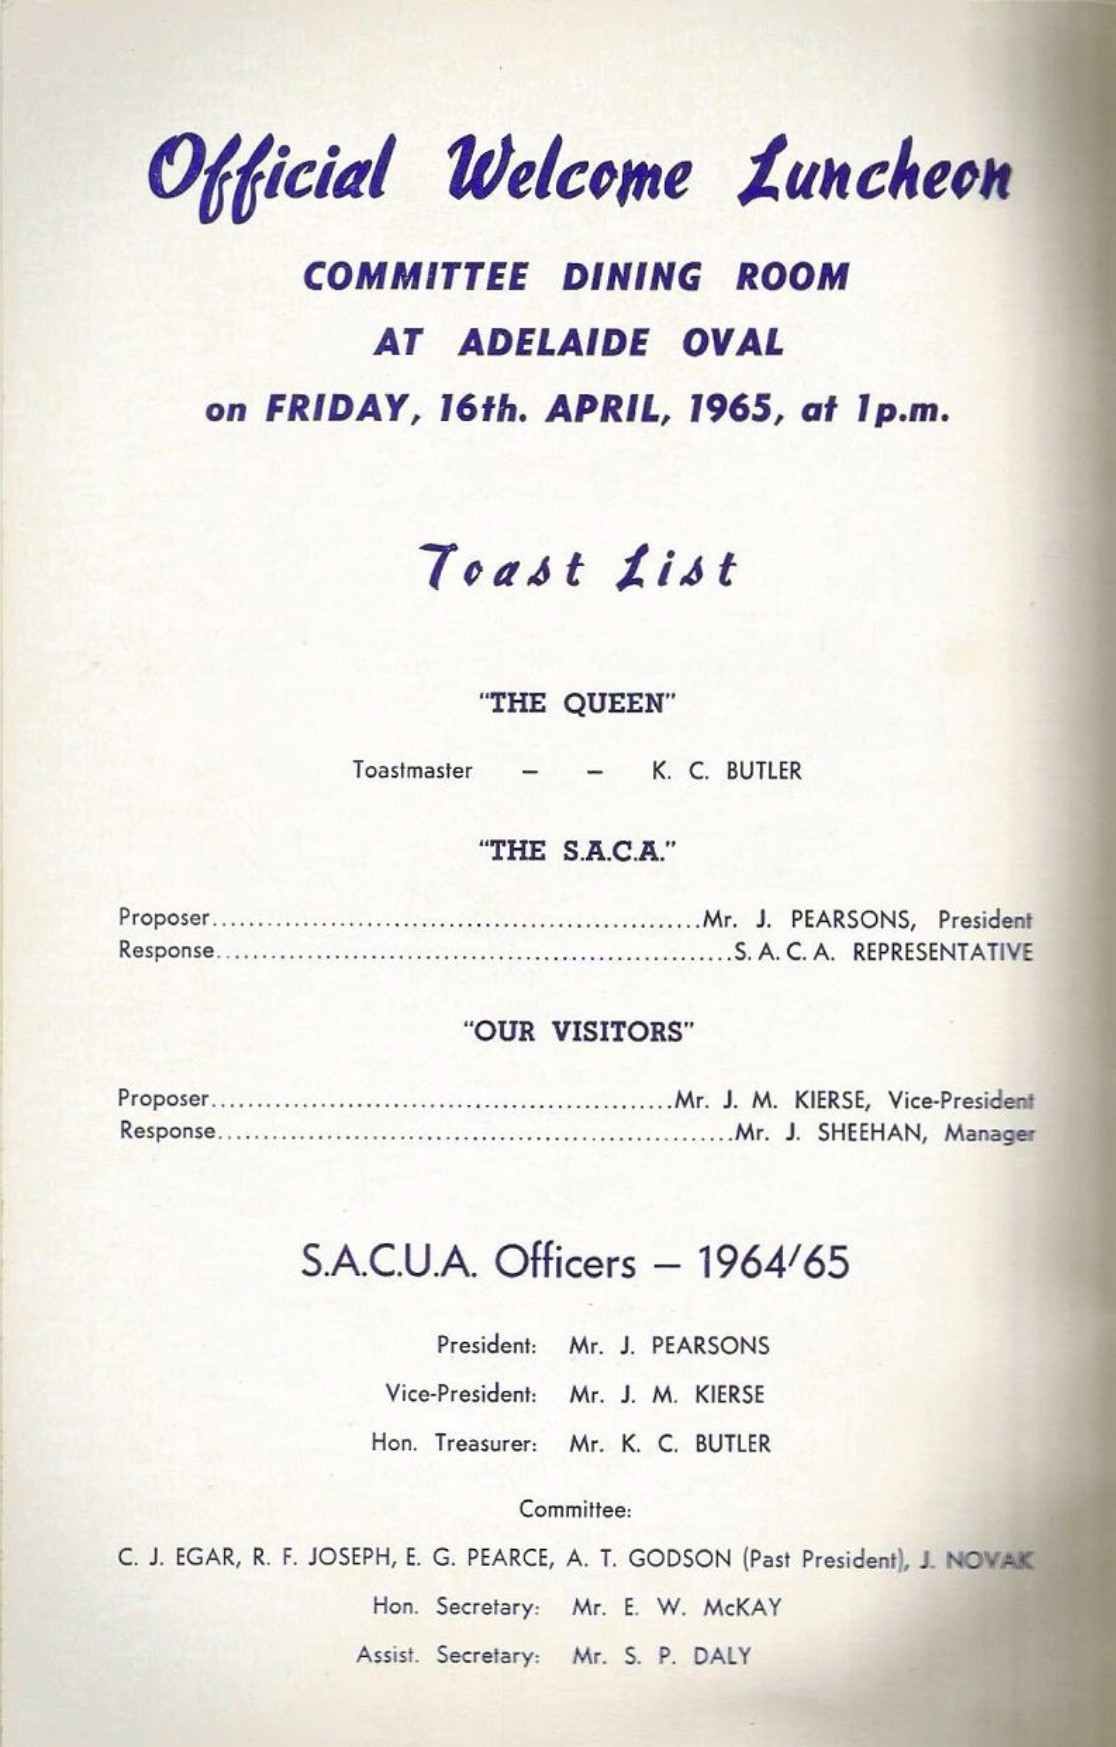 Official Welcome Luncheon
COMMITTEE DINING ROOM
AT ADELAIDE OVAL
on FRIDAY, 16th. APRIL, 1965, at 1p.m.
Toast List
"THE QUEEN"
Toastmaster – – K. C. BUTLER
"THE S.A.C.A."
Proposer......................................................Mr. J. PEARSONS, President
Response.........................................................S. A. C. A. REPRESENTATIVE
"OUR VISITORS"
Proposer...................................................Mr. J. M. KIERSE, Vice-President
Response.........................................................Mr. J. SHEEHAN, Manager
S.A.C.U.A. Officers – 1964/65
President: Mr. J. PEARSONS
Vice-President: Mr. J. M. KIERSE
Hon. Treasurer: Mr. K. C. BUTLER
Committee:
C. J. EGAR, R. F. JOSEPH, E. G. PEARCE, A. T. GODSON (Past President), J. NOVAK
Hon. Secretary: Mr. E. W. McKAY
Assist. Secretary: Mr. S. P. DALY